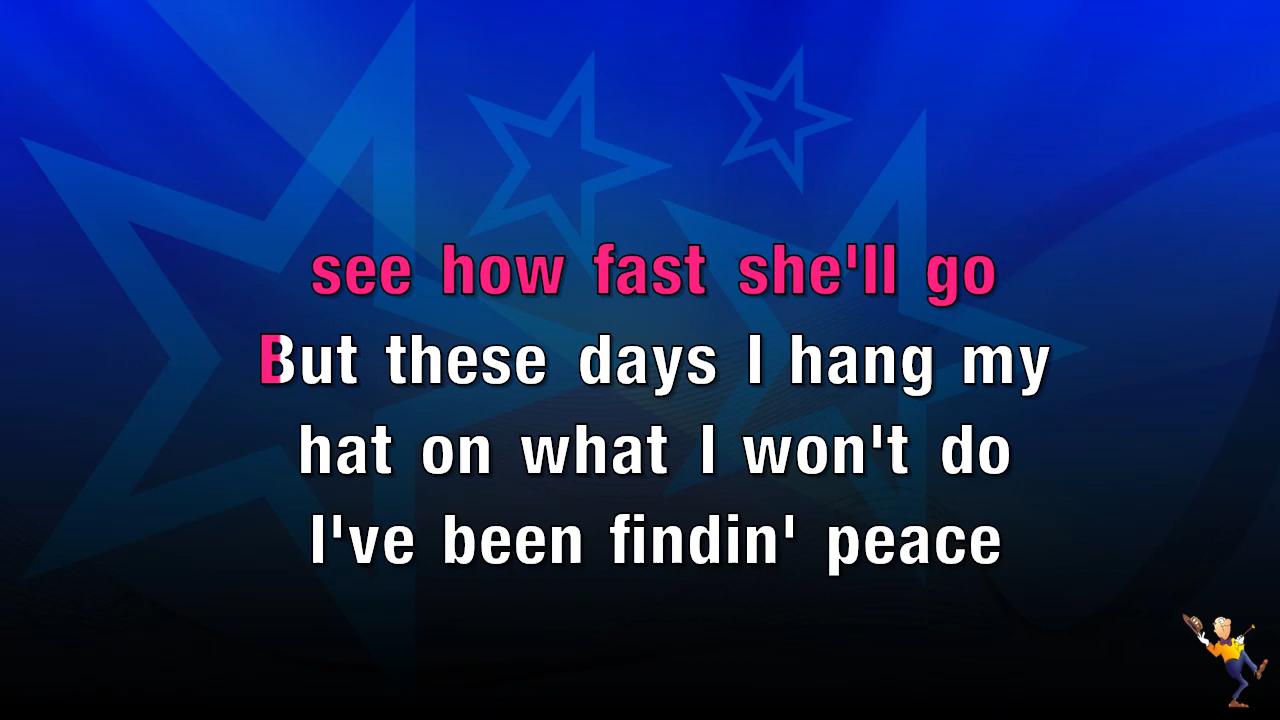 see how fast she'll go
But these days I hang my
hat on what I won't do
I've been findin' peace